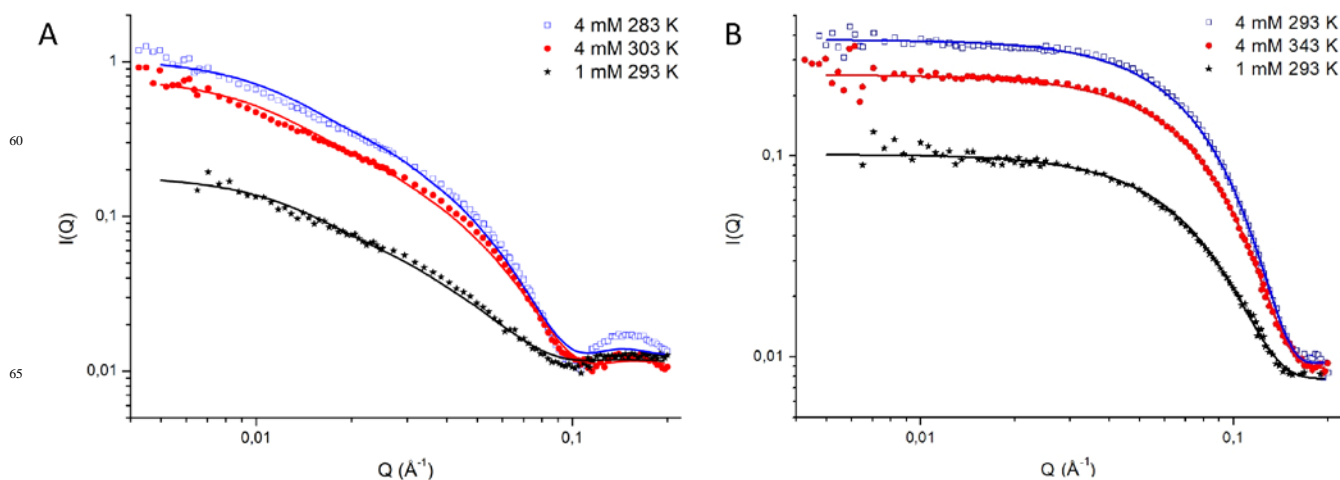 A
4 mM 283 K
4 mM 303 K
1 mM 293 K
1
0,1
0,01
I(Q)
0,01
0,1
Q (Å⁻¹)
60
65
B
4 mM 293 K
4 mM 343 K
1 mM 293 K
0,1
0,01
I(Q)
0,01
0,1
Q (Å⁻¹)